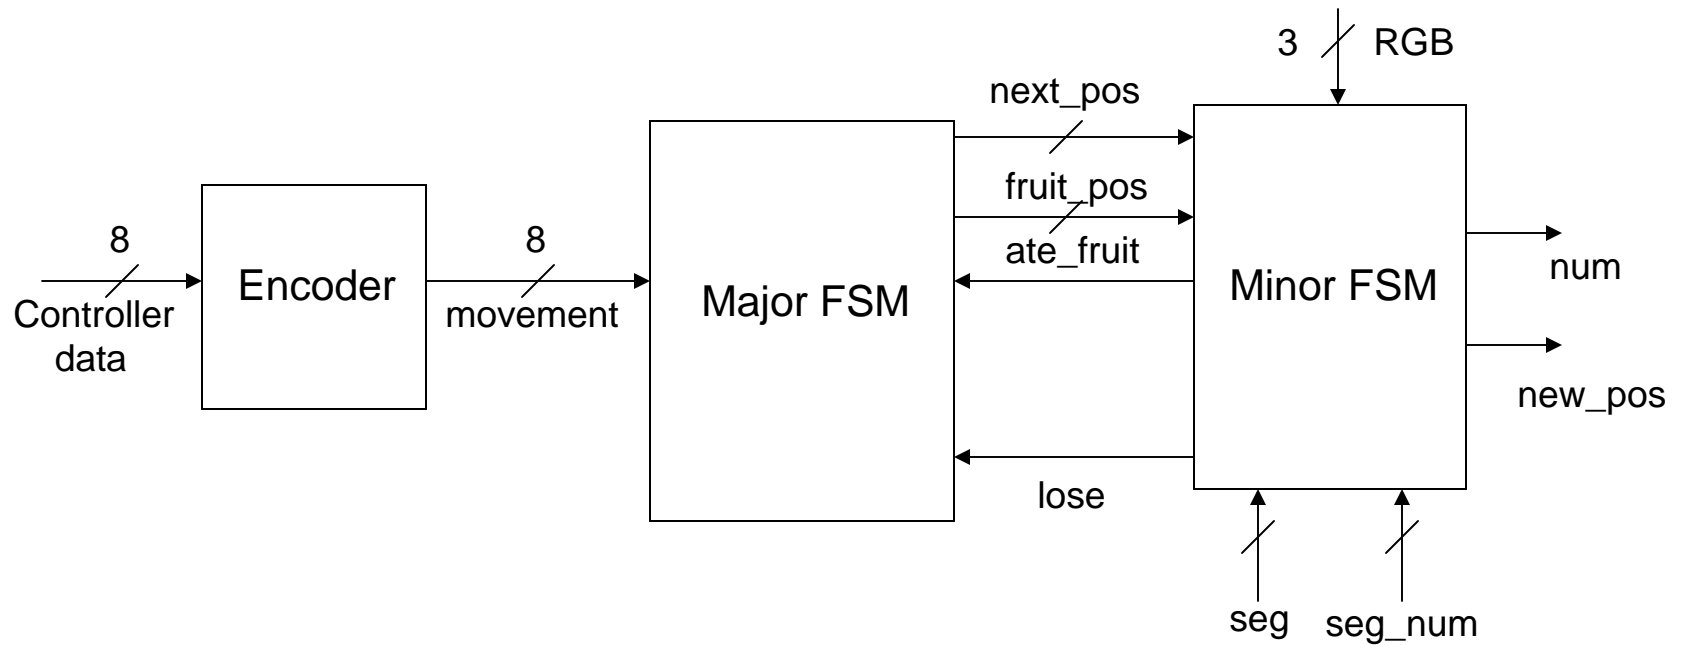 3
RGB
next_pos
fruit_pos
8
8
ate_fruit
num
Encoder
Major FSM
Minor FSM
Controller
data
movement
new_pos
lose
seg
seg_num